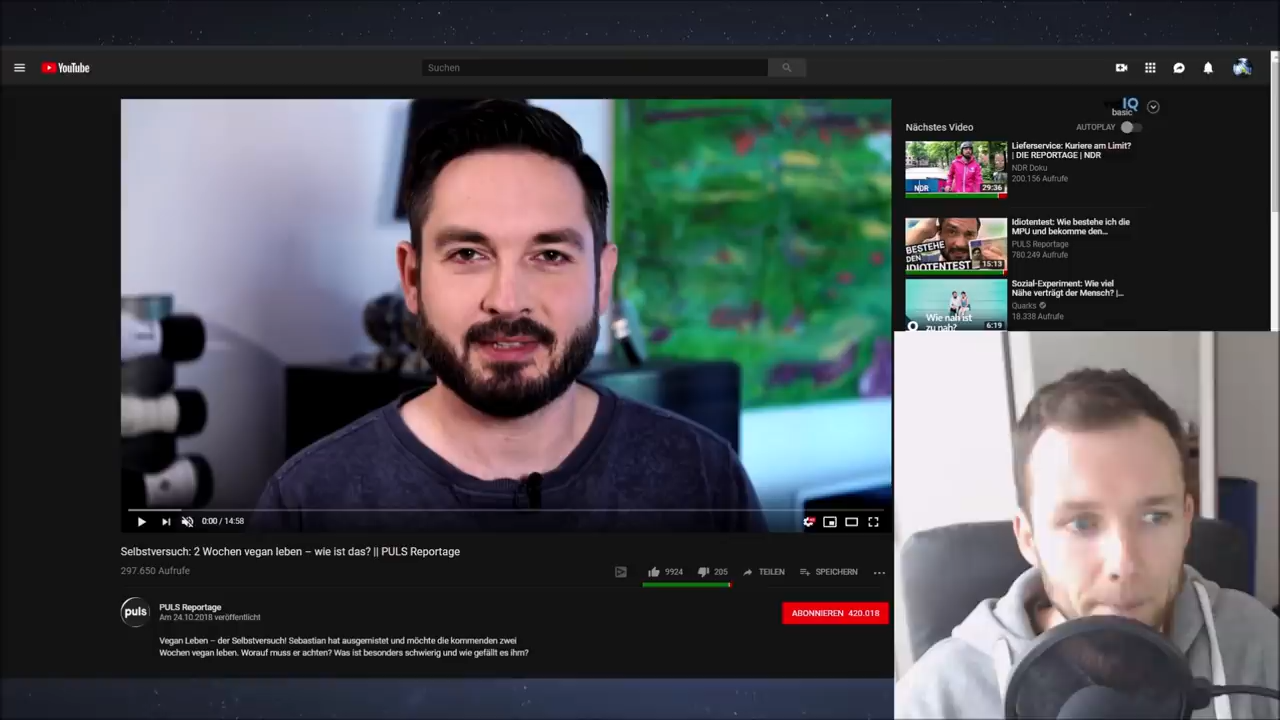 YouTube
Suchen
IQ
basic
Nächstes Video
AUTOPLAY
Lieferservice: Kuriere am Limit?
| DIE REPORTAGE | NDR
NDR Doku
200.156 Aufrufe
NDR
29:36
Idiotentest: Wie bestehe ich die
MPU und bekomme den...
PULS Reportage
780.249 Aufrufe
BESTEHE
DEN
IDIOTENTEST
15:13
Sozial-Experiment: Wie viel
Nähe verträgt der Mensch? |...
Quarks
18.338 Aufrufe
Wie nah ist
zu nah?
6:19
0:00 / 14:58
Selbstversuch: 2 Wochen vegan leben – wie ist das? || PULS Reportage
297.650 Aufrufe
9924
205
TEILEN
SPEICHERN
puls
PULS Reportage
Am 24.10.2018 veröffentlicht
ABONNIEREN 420.018
Vegan Leben – der Selbstversuch! Sebastian hat ausgemistet und möchte die kommenden zwei
Wochen vegan leben. Worauf muss er achten? Was ist besonders schwierig und wie gefällt es ihm?